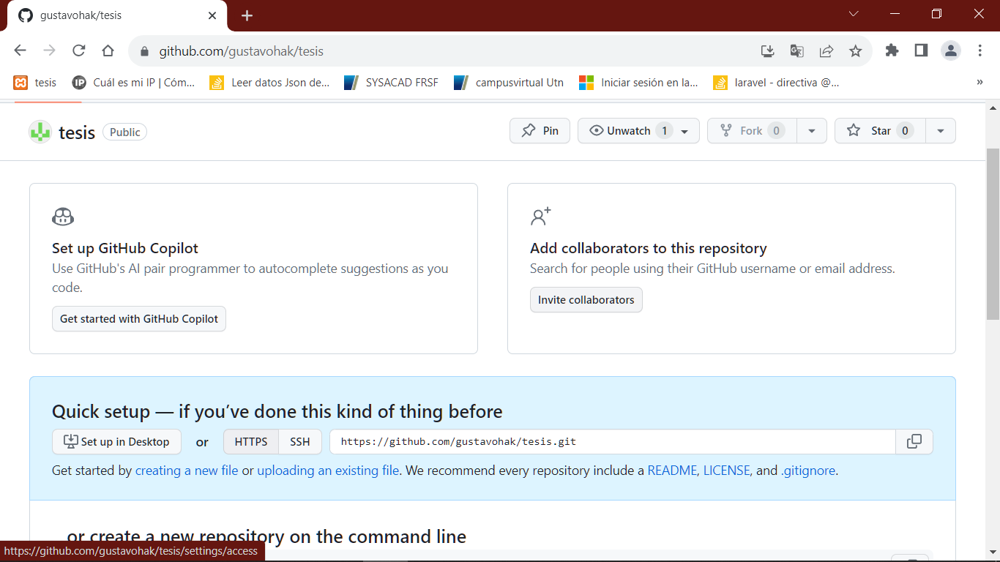 gustavohak/tesis
github.com/gustavohak/tesis
tesis
Cuál es mi IP | Cóm...
Leer datos Json de...
SYSACAD FRSF
campusvirtual Utn
Iniciar sesión en la...
laravel - directiva @...
»
tesis Public
Pin
Unwatch 1
Fork 0
Star 0
Set up GitHub Copilot
Use GitHub's AI pair programmer to autocomplete suggestions as you
code.
Get started with GitHub Copilot
Add collaborators to this repository
Search for people using their GitHub username or email address.
Invite collaborators
Quick setup — if you’ve done this kind of thing before
Set up in Desktop or HTTPS SSH https://github.com/gustavohak/tesis.git
Get started by creating a new file or uploading an existing file. We recommend every repository include a README, LICENSE, and .gitignore.
or create a new repository on the command line
https://github.com/gustavohak/tesis/settings/access